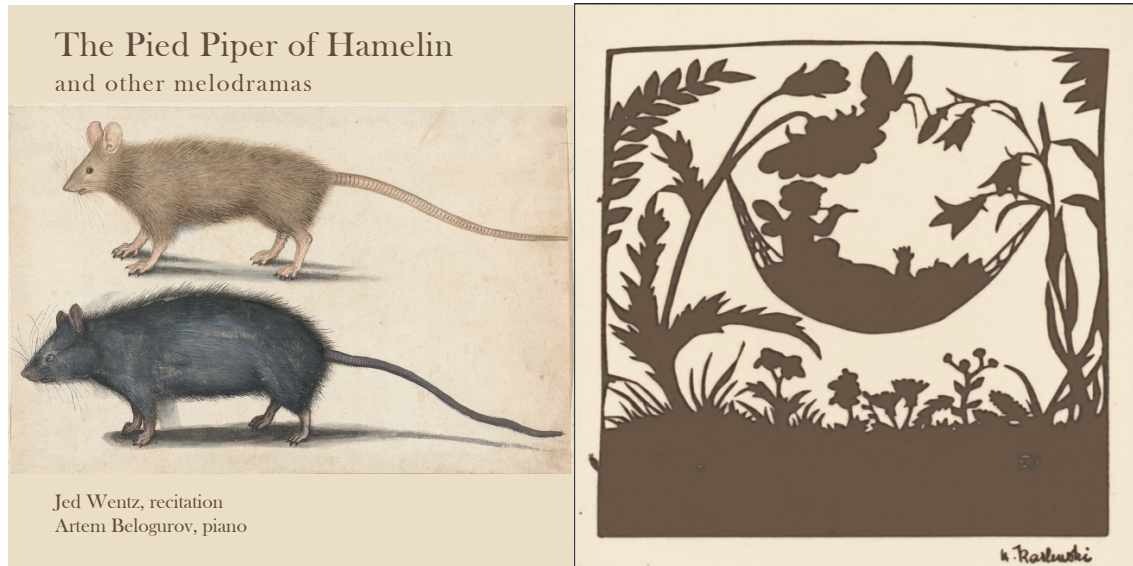 The Pied Piper of Hamelin
and other melodramas
Jed Wentz, recitation
Artem Belogurov, piano